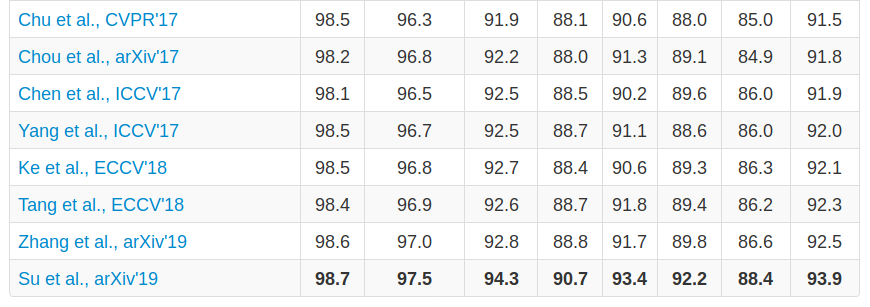 Chu et al., CVPR'17 98.5 96.3 91.9 88.1 90.6 88.0 85.0 91.5
Chou et al., arXiv'17 98.2 96.8 92.2 88.0 91.3 89.1 84.9 91.8
Chen et al., ICCV'17 98.1 96.5 92.5 88.5 90.2 89.6 86.0 91.9
Yang et al., ICCV'17 98.5 96.7 92.5 88.7 91.1 88.6 86.0 92.0
Ke et al., ECCV'18 98.5 96.8 92.7 88.4 90.6 89.3 86.3 92.1
Tang et al., ECCV'18 98.4 96.9 92.6 88.7 91.8 89.4 86.2 92.3
Zhang et al., arXiv'19 98.6 97.0 92.8 88.8 91.7 89.8 86.6 92.5
Su et al., arXiv'19 98.7 97.5 94.3 90.7 93.4 92.2 88.4 93.9